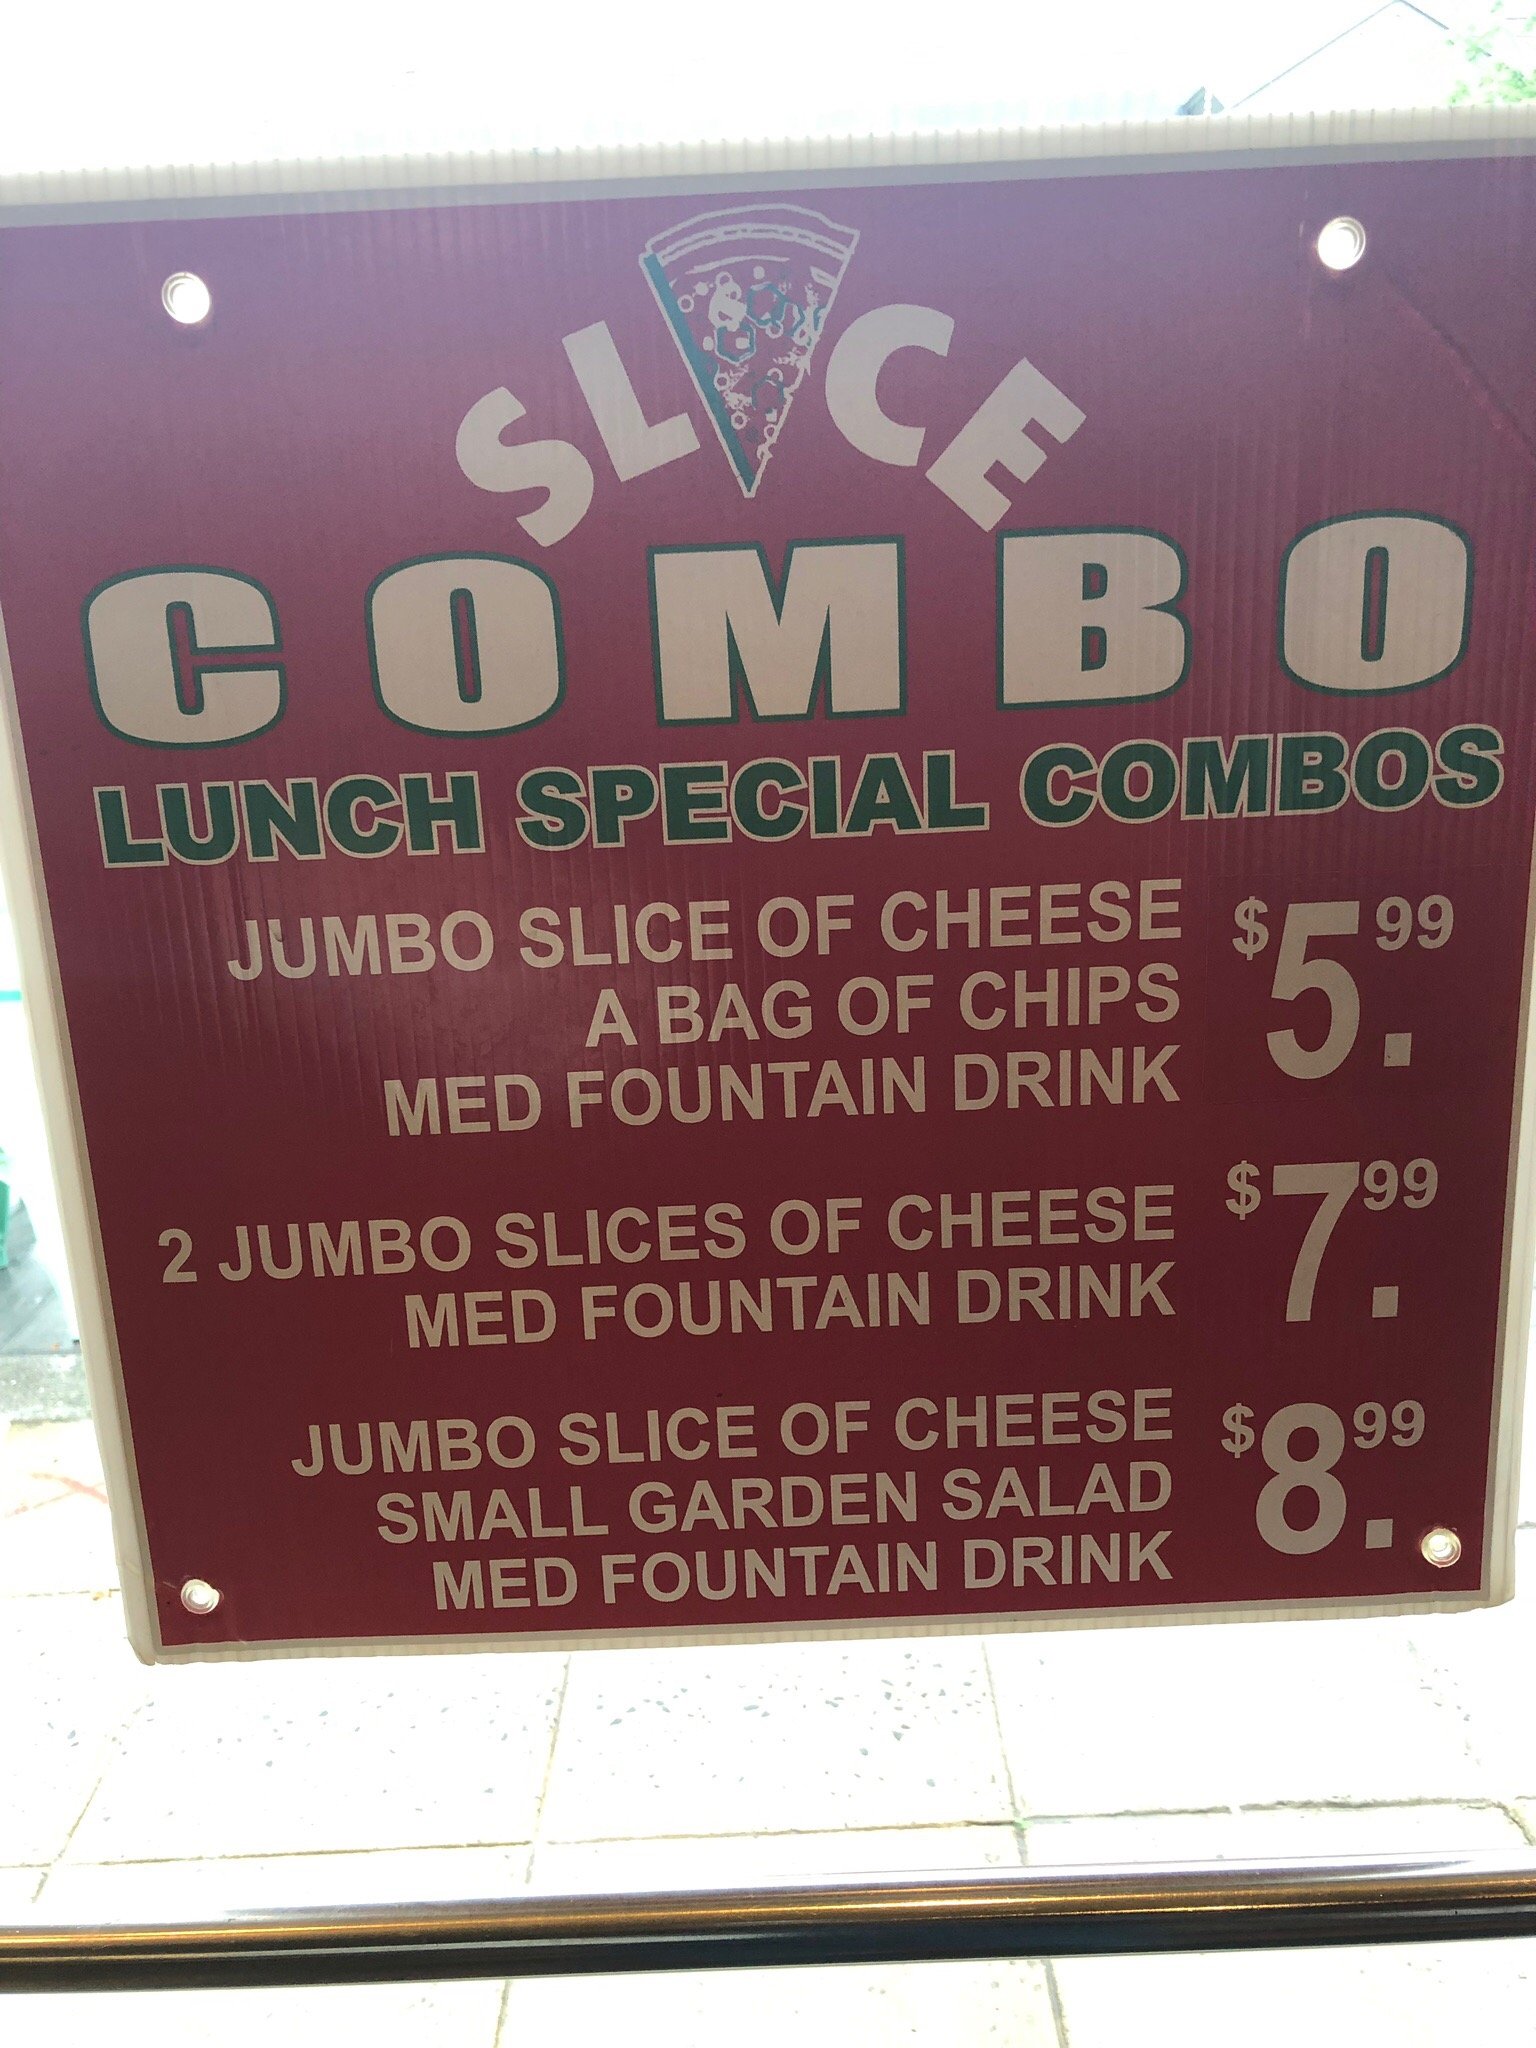 SLICE
COMBO
LUNCH SPECIAL COMBOS
JUMBO SLICE OF CHEESE $5.99
A BAG OF CHIPS
MED FOUNTAIN DRINK
2 JUMBO SLICES OF CHEESE $7.99
MED FOUNTAIN DRINK
JUMBO SLICE OF CHEESE $8.99
SMALL GARDEN SALAD
MED FOUNTAIN DRINK